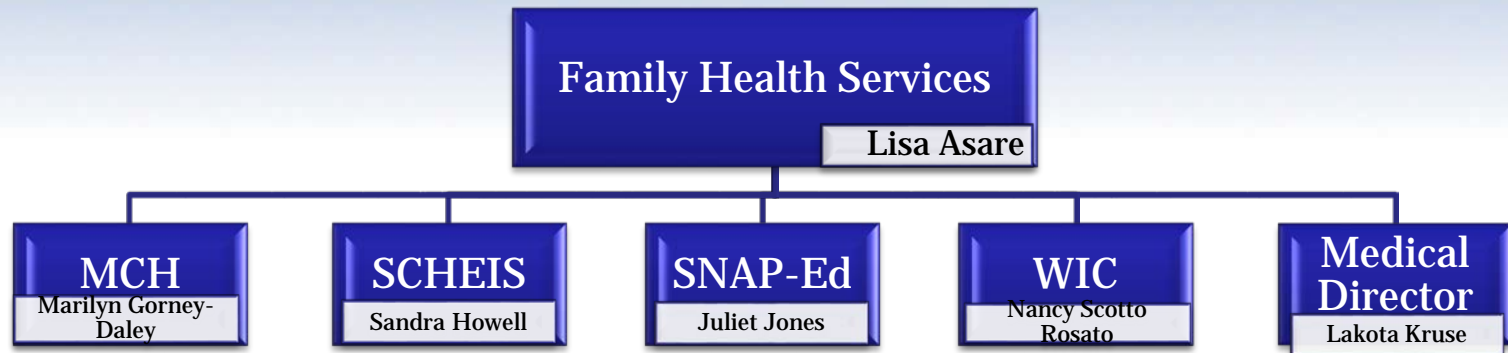 Family Health Services
Lisa Asare
MCH
Marilyn Gorney-
Daley
SCHEIS
Sandra Howell
SNAP-Ed
Juliet Jones
WIC
Nancy Scotto
Rosato
Medical
Director
Lakota Kruse